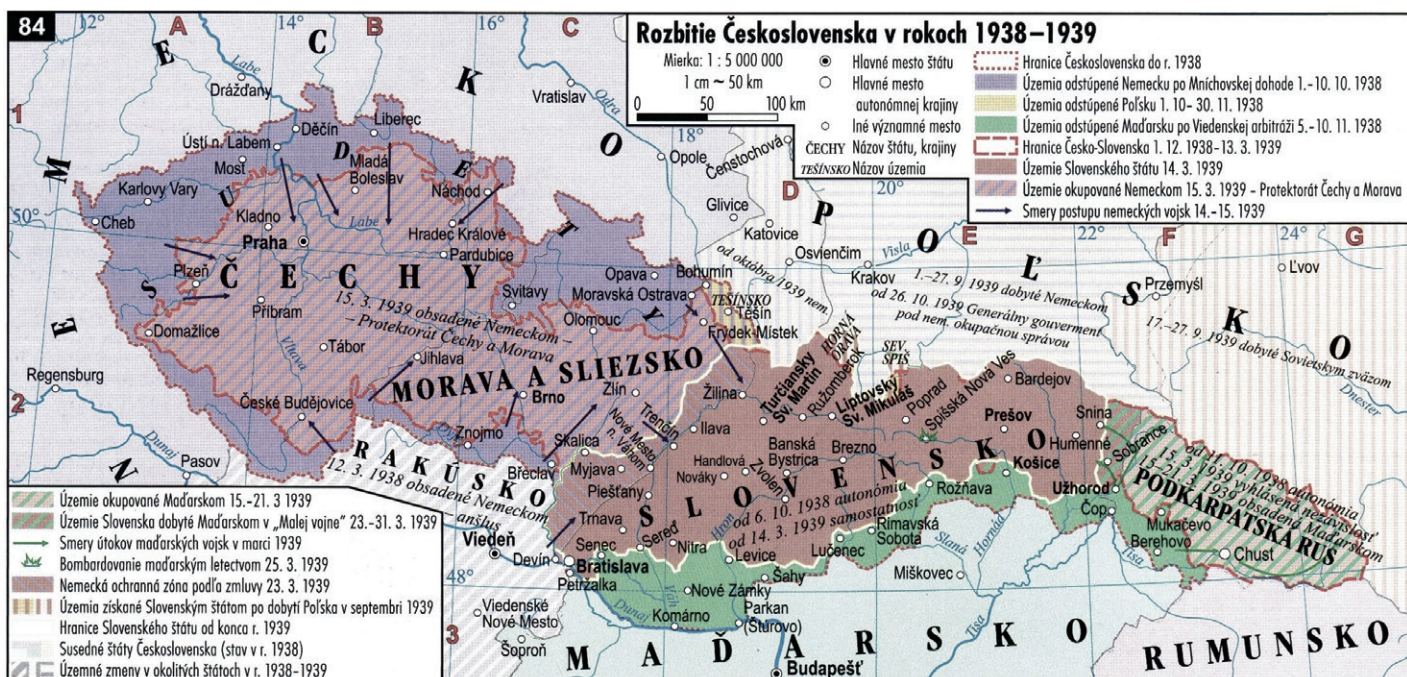 84
A
B
C
12
14
16
18
Rozbitie Československa v rokoch 1938–1939
Mierka: 1 : 5 000 000
1 cm ~ 50 km
0 50 100 km
Hlavné mesto štátu
Hlavné mesto
autonómnej krajiny
Iné významné mesto
ČECHY Názov štátu, krajiny
TEŠÍNSKO Názov územia
Hranice Československa do r. 1938
Územia odstúpené Nemecku po Mníchovskej dohode 1.-10. 10. 1938
Územia odstúpené Poľsku 1. 10- 30. 11. 1938
Územia odstúpené Maďarsku po Viedenskej arbitráži 5.-10. 11. 1938
Hranice Česko-Slovenska 1. 12. 1938–13. 3. 1939
Územie Slovenského štátu 14. 3. 1939
Územie okupované Nemeckom 15. 3. 1939 – Protektorát Čechy a Morava
Smery postupu nemeckých vojsk 14.-15. 1939
D
E
F
G
20°
22°
24
1
2
3
50°
48°
NEMECKO
SUDETY
Labe
Drážďany
Vratislav
Odra
Děčín
Liberec
Ústí n. Labem
Most
Mladá
Boleslav
Náchod
Opole
Čenstochová
Karlovy Vary
Cheb
Kladno
Praha
Labe
Hradec Králové
Pardubice
Glivice
Katovice
Osvienčim
Visla
Krakov
Przemyśl
Ľvov
POĽSKO
od októbra 1939 nem.
1.–27. 9. 1939 dobyté Nemeckom
od 26. 10. 1939 Generálny gouverment
pod nem. okupačnou správou
17.–27. 9. 1939 dobyté Sovietskym zväzom
Dnester
Plzeň
ČECHY
15. 3. 1939 obsadené Nemeckom –
– Protektorát Čechy a Morava
Příbram
Domažlice
Vltava
Tábor
Jihlava
Svitavy
Olomouc
Opava
Bohumín
Moravská Ostrava
TEŠÍNSKO
Těšín
Frýdek-Místek
HORNÁ
ORAVA
SEV.
SPIŠ
MORAVA A SLIEZSKO
Regensburg
Dunaj
Pasov
České Budějovice
Brno
Zlín
Znojmo
Břeclav
RAKÚSKO
12. 3. 1938 obsadené Nemeckom
anšlus
Viedeň
Viedenské
Nové Mesto
Šoproň
Skalica
Myjava
Nové Mesto
n. Váhom
Trenčín
Ilava
Žilina
Turčiansky
Sv. Martin
Ružomberok
Liptovsky
Sv. Mikuláš
Poprad
Spišská Nová Ves
Bardejov
Prešov
Snina
Humenné
Sobrance
Piešťany
Handlová
Nováky
Banská
Bystrica
Zvolen
Brezno
SLOVENSKO
od 6. 10. 1938 autonómia
od 14. 3. 1939 samostatnosť
Hron
Košice
Rožňava
Rimavská
Sobota
Lučenec
Slaná
Hornád
Miškovec
Trnava
Sereď
Senec
Nitra
Levice
Šahy
Devín
Bratislava
Petržalka
Nové Zámky
Váh
Dunaj
Komárno
Parkan
(Štúrovo)
Budapešť
Tisa
Užhorod
Čop
Mukačevo
Berehovo
Chust
Tisa
PODKARPATSKÁ RUS
od 11. 10. 1938 autonómia
15. 3. 1939 vyhlásená nezávislosť
15.-21. 3. 1939 obsadená Maďarskom
MAĎARSKO
RUMUNSKO
Územie okupované Maďarskom 15.-21. 3 1939
Územie Slovenska dobyté Maďarskom v „Malej vojne” 23.-31. 3. 1939
Smery útokov maďarských vojsk v marci 1939
Bombardovanie maďarským letectvom 25. 3. 1939
Nemecká ochranná zóna podľa zmluvy 23. 3. 1939
Územia získané Slovenským štátom po dobytí Poľska v septembri 1939
Hranice Slovenského štátu od konca r. 1939
Susedné štáty Československa (stav v r. 1938)
Územné zmeny v okolitých štátoch v r. 1938-1939